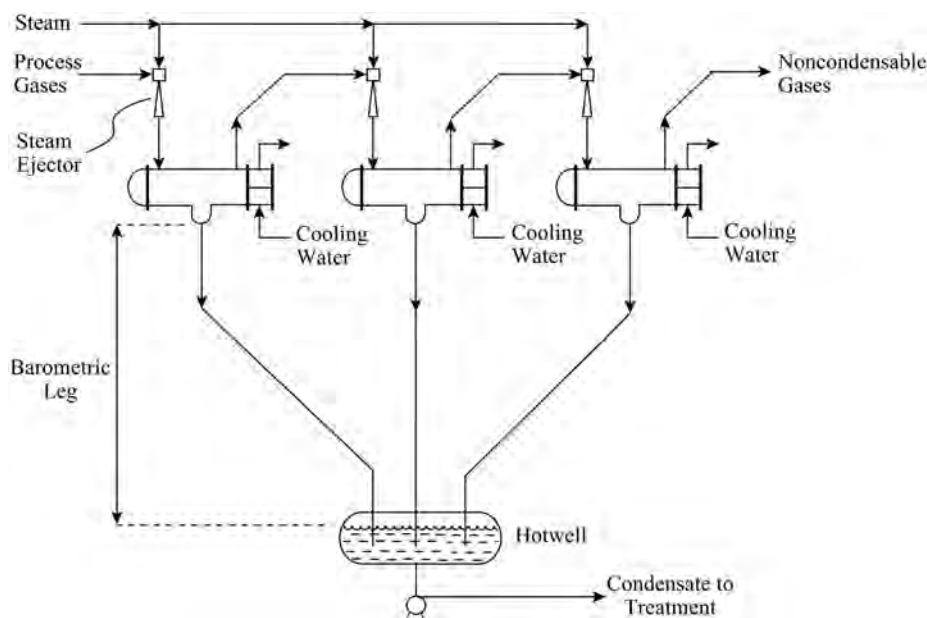 Steam
Process
Gases
Noncondensable
Gases
Steam
Ejector
Cooling
Water
Cooling
Water
Cooling
Water
Barometric
Leg
Hotwell
Condensate to
Treatment